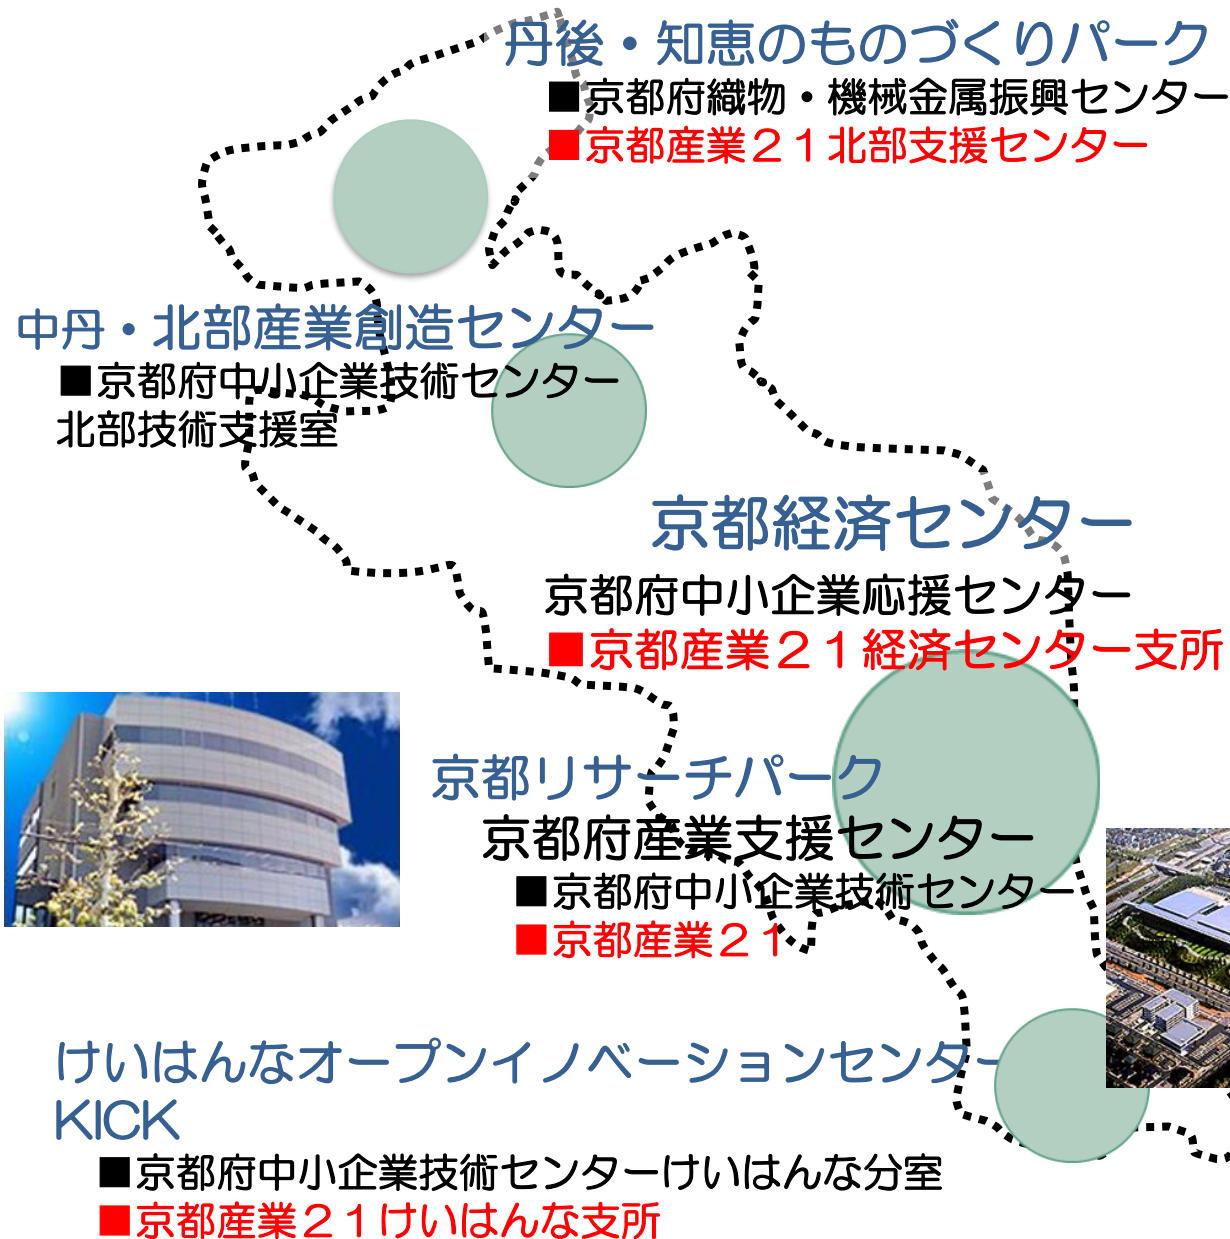 丹後・知恵のものづくりパーク
■京都府織物・機械金属振興センター
■京都産業２１北部支援センター
中丹・北部産業創造センター
■京都府中小企業技術センター
北部技術支援室
京都経済センター
京都府中小企業応援センター
■京都産業２１経済センター支所
京都リサーチパーク
京都府産業支援センター
■京都府中小企業技術センター
■京都産業２１
けいはんなオープンイノベーションセンター
KICK
■京都府中小企業技術センターけいはんな分室
■京都産業２１けいはんな支所